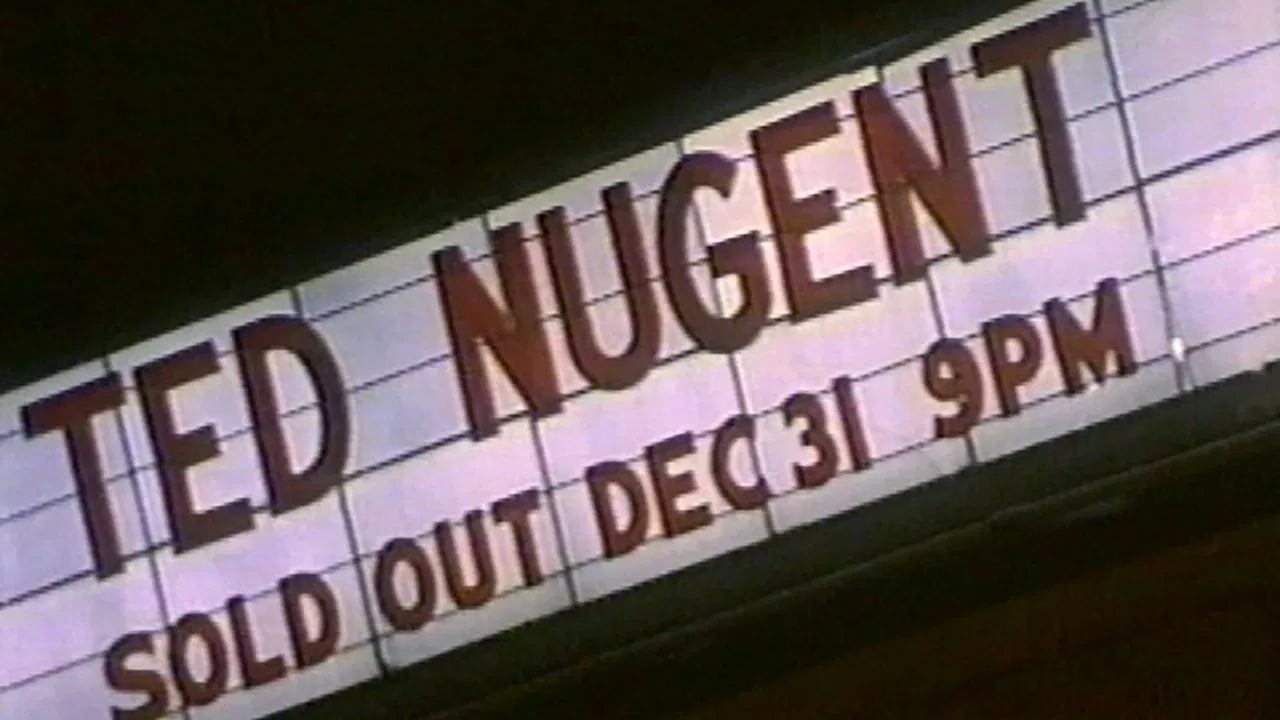 TED NUGENT
SOLD OUT DEC 31 9PM